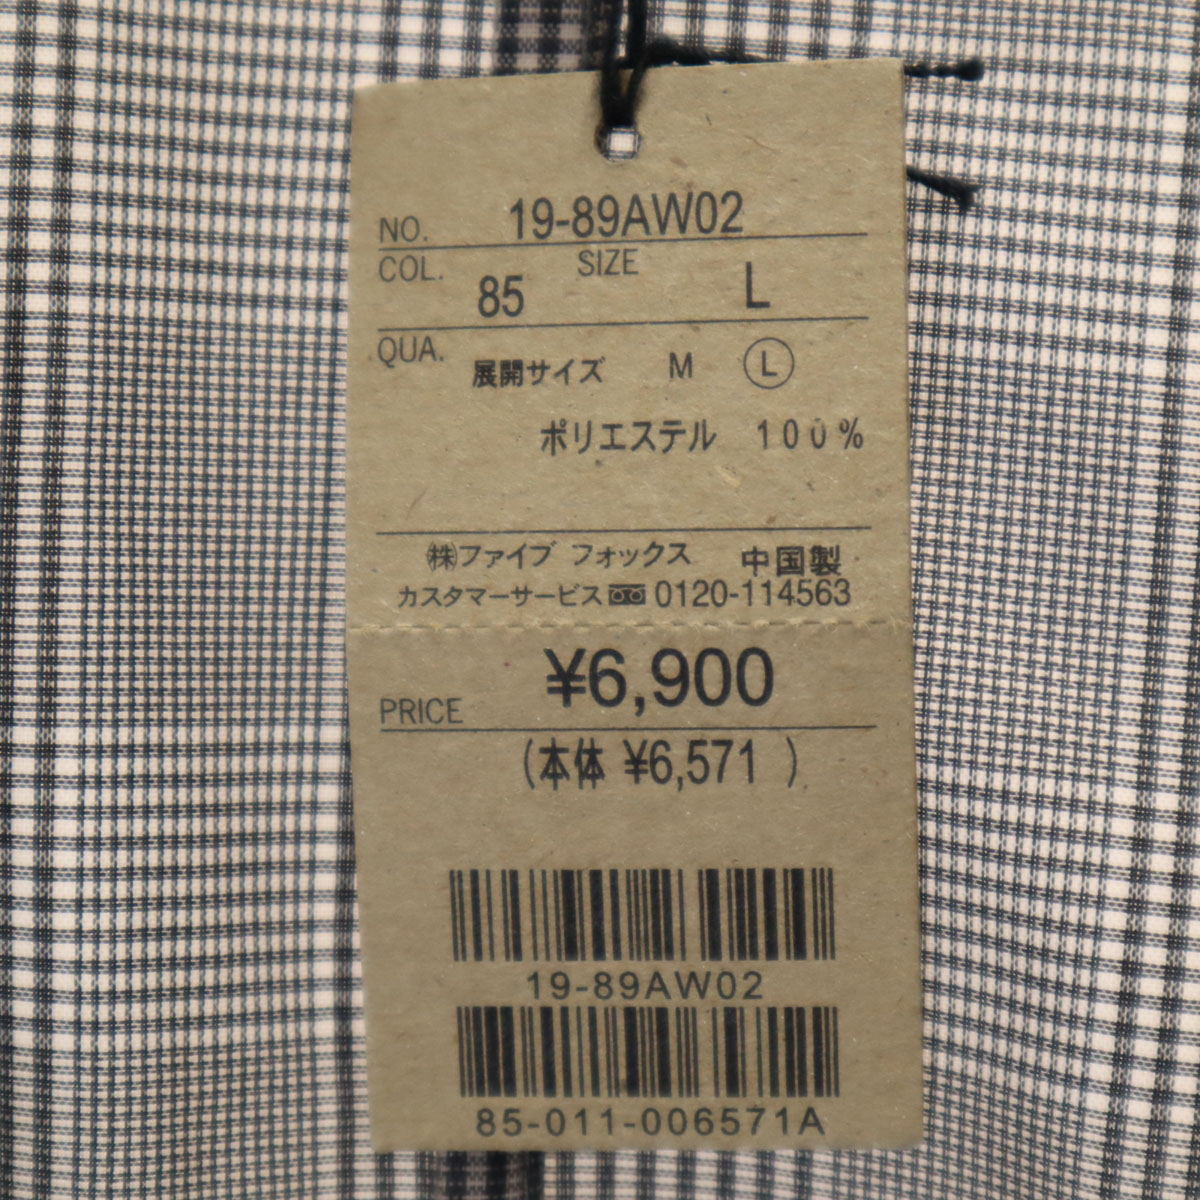 NO. 19-89AW02
COL. 85 SIZE L
QUA. 展開サイズ M Ⓛ
ポリエステル 100%
㈱ファイブ フォックス 中国製
カスタマーサービス 0120-114563
PRICE ¥6,900
(本体 ¥6,571 )
19-89AW02
85-011-006571A